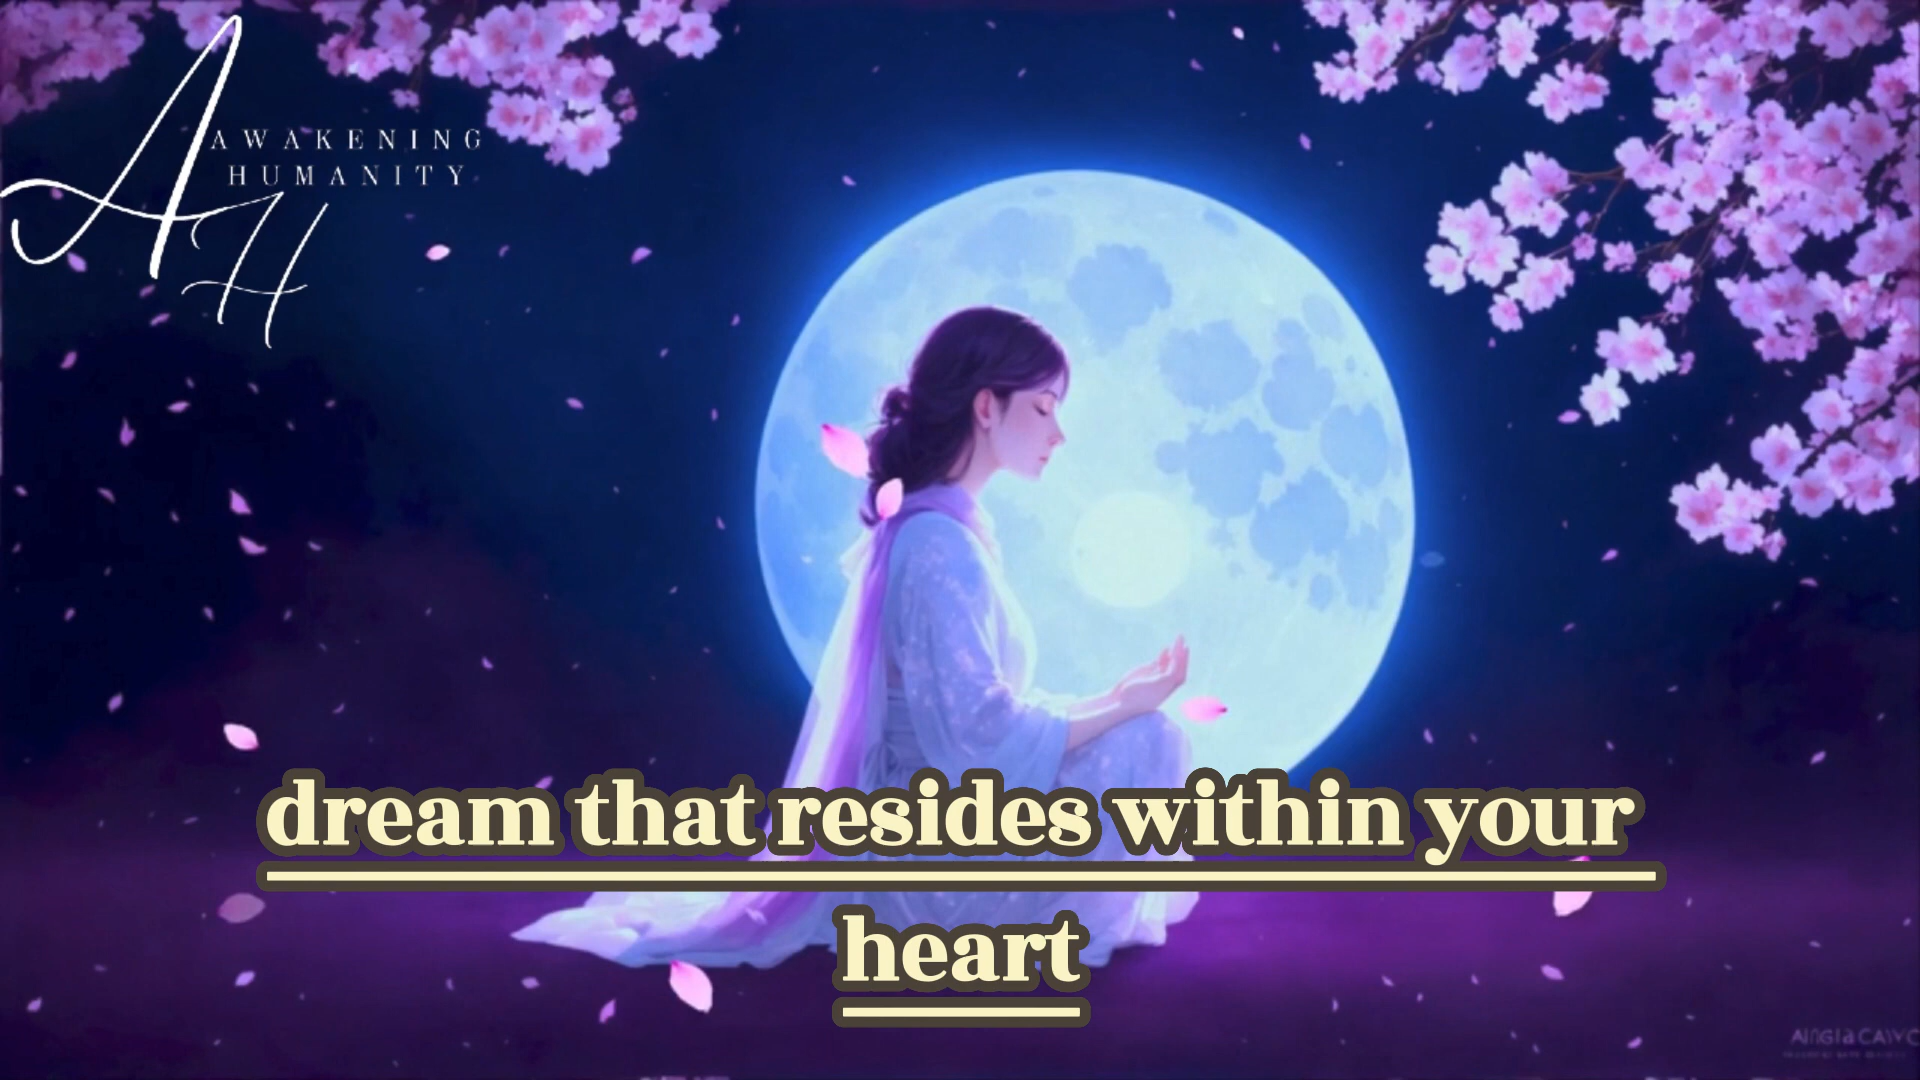 AWAKENING
HUMANITY
AH
dream that resides within your
heart